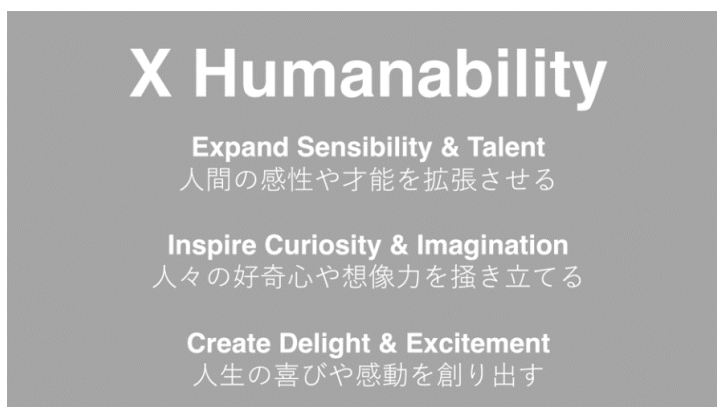 X Humanability
Expand Sensibility & Talent
人間の感性や才能を拡張させる
Inspire Curiosity & Imagination
人々の好奇心や想像力を掻き立てる
Create Delight & Excitement
人生の喜びや感動を創り出す